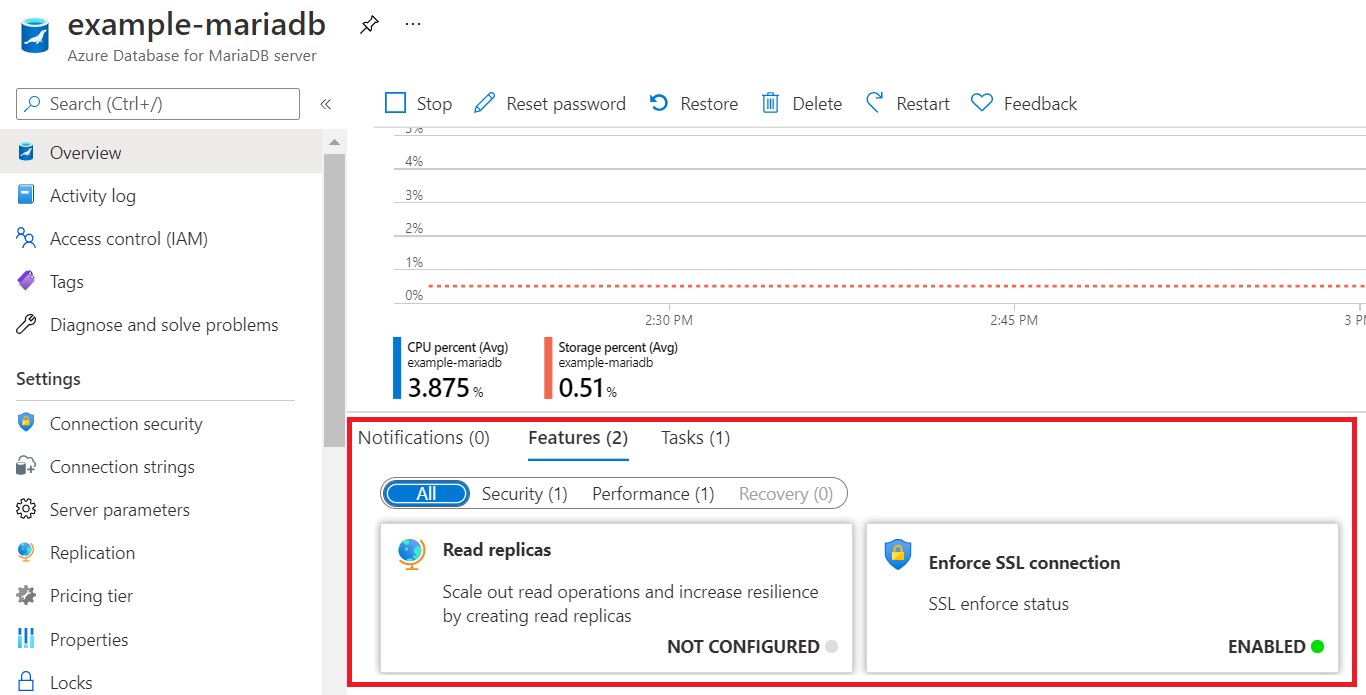 example-mariadb
...
Azure Database for MariaDB server
Search (Ctrl+/)
«
Overview
Activity log
Access control (IAM)
Tags
Diagnose and solve problems
Settings
Connection security
Connection strings
Server parameters
Replication
Pricing tier
Properties
Locks
Stop
Reset password
Restore
Delete
Restart
Feedback
5%
4%
3%
2%
1%
0%
2:30 PM
2:45 PM
3 PM
CPU percent (Avg)
example-mariadb
3.875 %
Storage percent (Avg)
example-mariadb
0.51 %
Notifications (0)
Features (2)
Tasks (1)
All
Security (1)
Performance (1)
Recovery (0)
Read replicas
Scale out read operations and increase resilience
by creating read replicas
NOT CONFIGURED
Enforce SSL connection
SSL enforce status
ENABLED